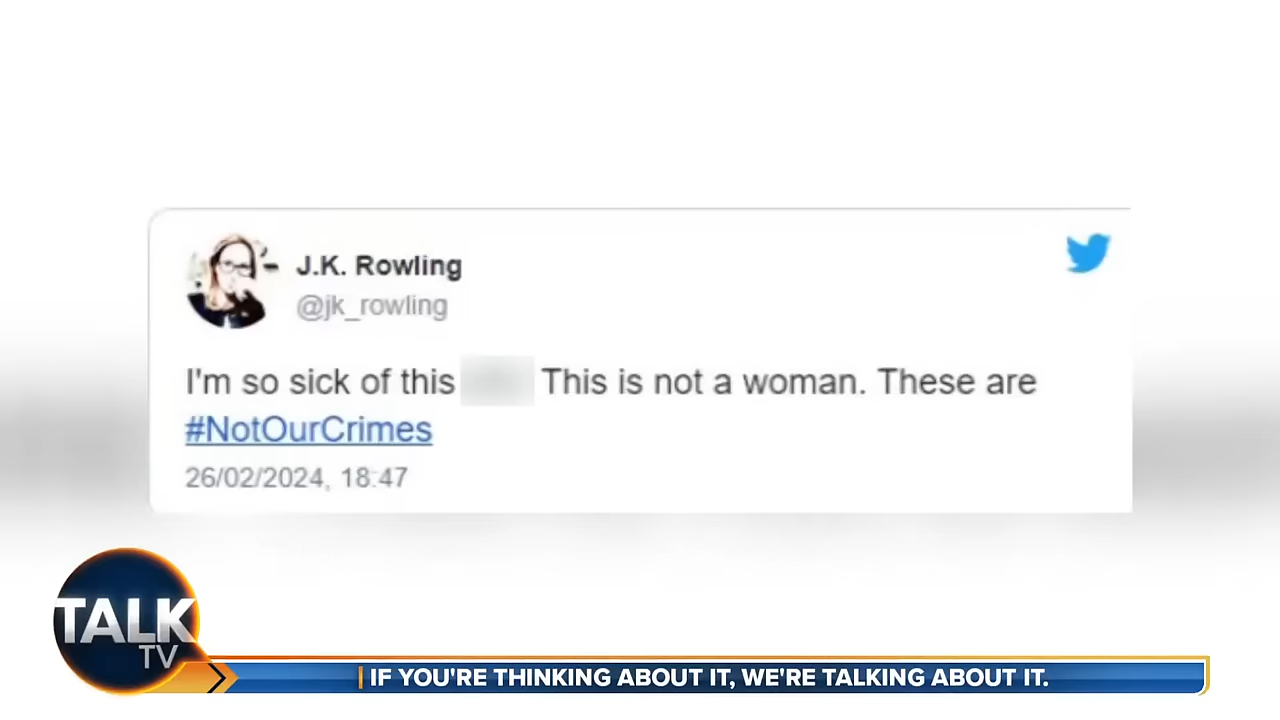 J.K. Rowling
@jk_rowling
I'm so sick of this This is not a woman. These are
#NotOurCrimes
26/02/2024, 18:47
TALK
TV
IF YOU'RE THINKING ABOUT IT, WE'RE TALKING ABOUT IT.